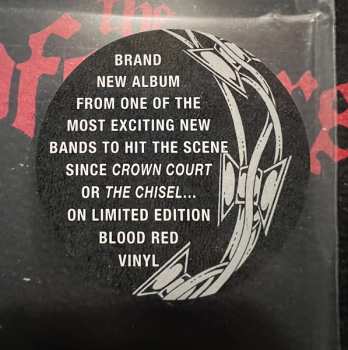 the
BRAND
NEW ALBUM
FROM ONE OF THE
MOST EXCITING NEW
BANDS TO HIT THE SCENE
SINCE CROWN COURT
OR THE CHISEL...
ON LIMITED EDITION
BLOOD RED
VINYL